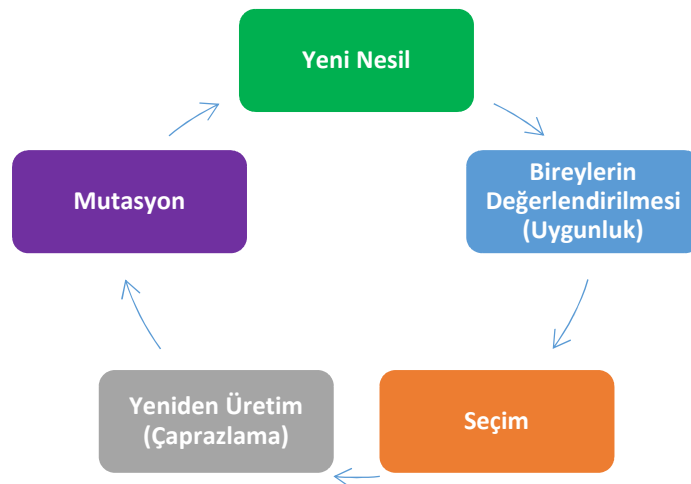 Yeni Nesil
Bireylerin
Değerlendirilmesi
(Uygunluk)
Seçim
Yeniden Üretim
(Çaprazlama)
Mutasyon